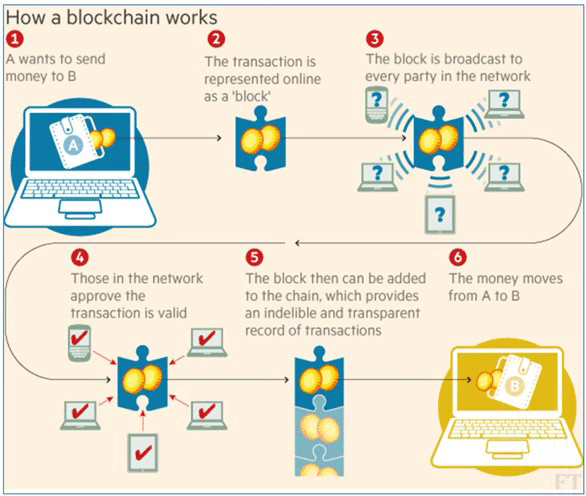 How a blockchain works
1
A wants to send
money to B
2
The transaction is
represented online
as a 'block'
3
The block is broadcast to
every party in the network
A
?
?
?
?
?
4
Those in the network
approve the
transaction is valid
5
The block then can be added
to the chain, which provides
an indelible and transparent
record of transactions
6
The money moves
from A to B
B
FT